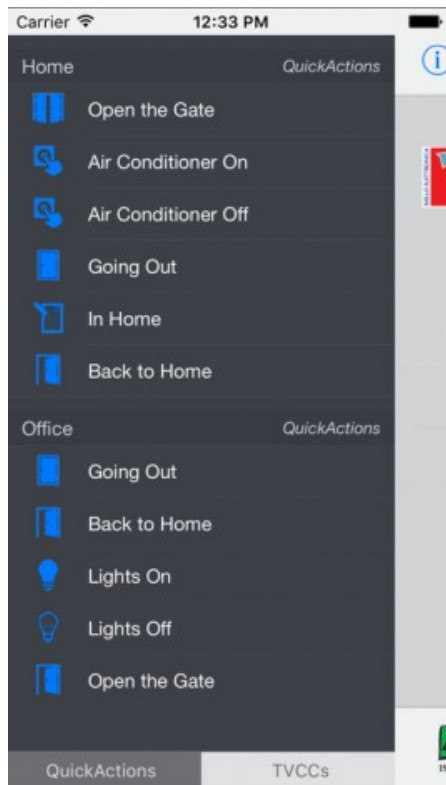 Carrier 12:33 PM
Home QuickActions
Open the Gate
Air Conditioner On
Air Conditioner Off
Going Out
In Home
Back to Home
Office QuickActions
Going Out
Back to Home
Lights On
Lights Off
Open the Gate
QuickActions TVCCs